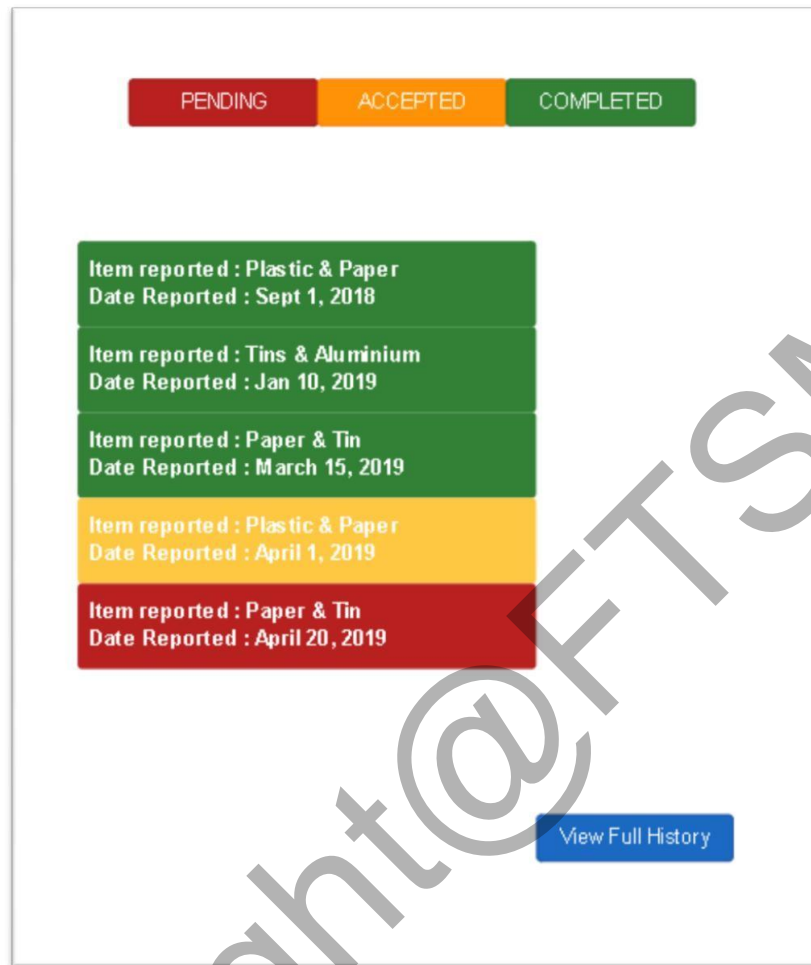 PENDING ACCEPTED COMPLETED
Item reported : Plastic & Paper
Date Reported : Sept 1, 2018
Item reported : Tins & Aluminium
Date Reported : Jan 10, 2019
Item reported : Paper & Tin
Date Reported : March 15, 2019
Item reported : Plastic & Paper
Date Reported : April 1, 2019
Item reported : Paper & Tin
Date Reported : April 20, 2019
View Full History
ght@FTSM